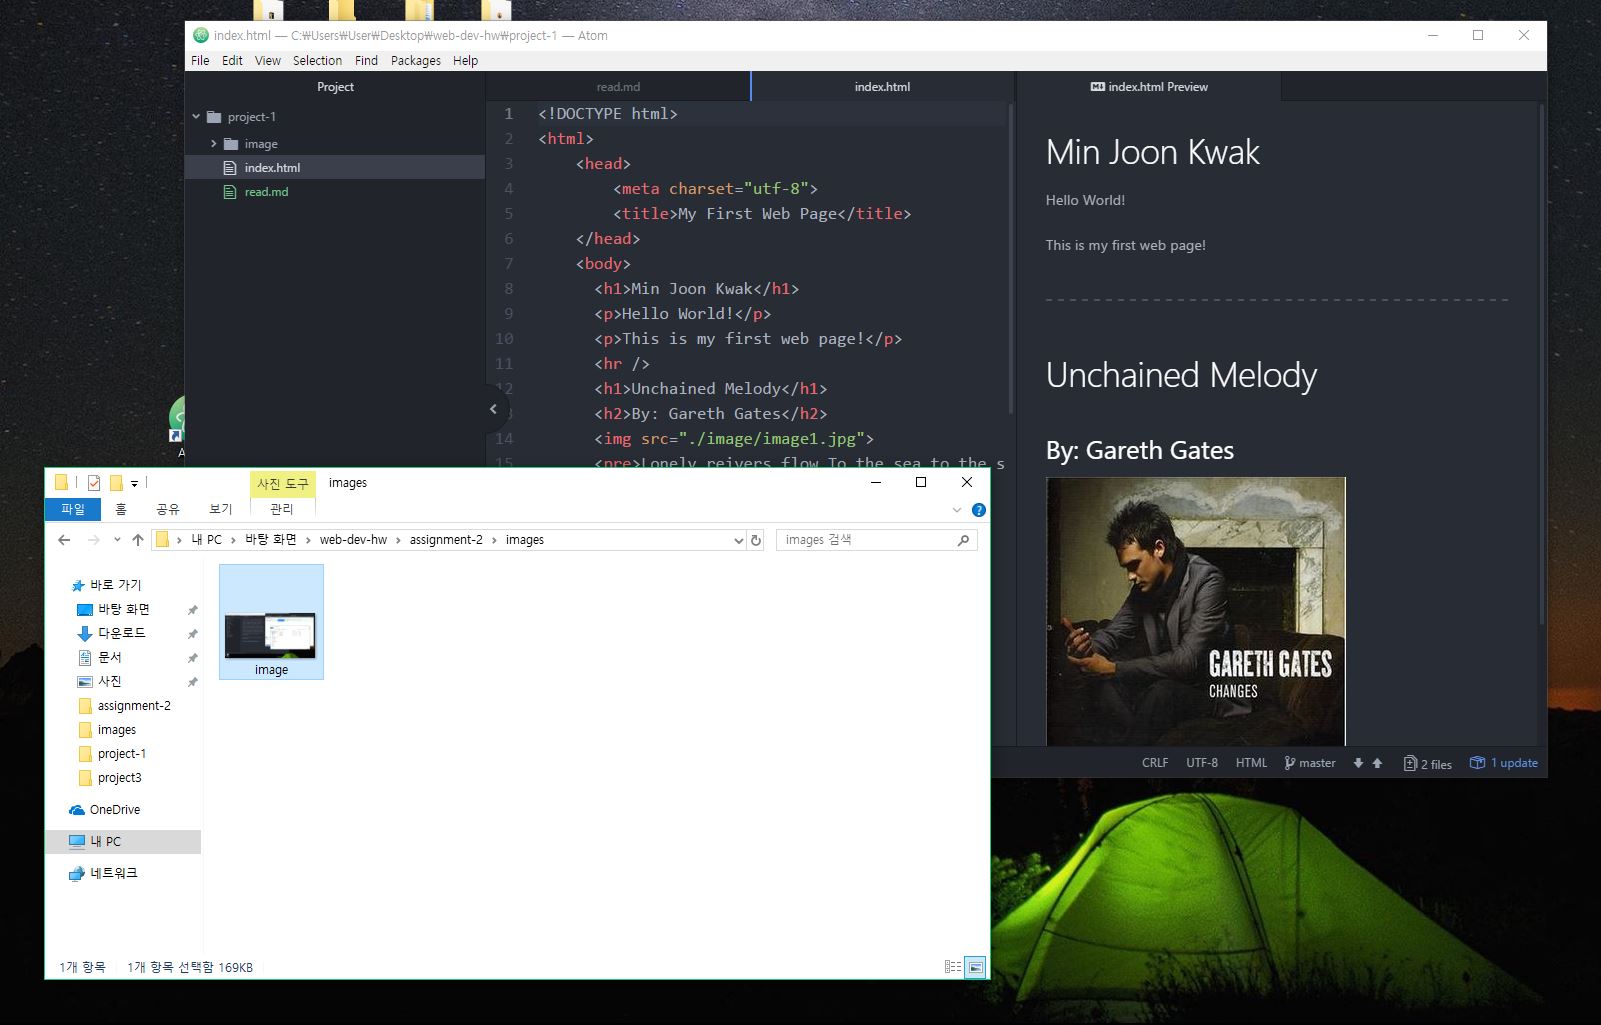 index.html — C:₩Users₩User₩Desktop₩web-dev-hw₩project-1 — Atom
File Edit View Selection Find Packages Help
Project
project-1
image
index.html
read.md
read.md
index.html
1 <!DOCTYPE html>
2 <html>
3 <head>
4 <meta charset="utf-8">
5 <title>My First Web Page</title>
6 </head>
7 <body>
8 <h1>Min Joon Kwak</h1>
9 <p>Hello World!</p>
10 <p>This is my first web page!</p>
11 <hr />
12 <h1>Unchained Melody</h1>
<h2>By: Gareth Gates</h2>
14 <img src="./image/image1.jpg">
15 <pre>Lonely reivers flow To the sea to the s
index.html Preview
Min Joon Kwak
Hello World!
This is my first web page!
Unchained Melody
By: Gareth Gates
GARETH GATES
CHANGES
CRLF UTF-8 HTML master 2 files 1 update
사진 도구 images
파일 홈 공유 보기 관리
내 PC 바탕 화면 web-dev-hw assignment-2 images
images 검색
바로 가기
바탕 화면
다운로드
문서
사진
assignment-2
images
project-1
project3
OneDrive
내 PC
네트워크
image
1개 항목 1개 항목 선택함 169KB